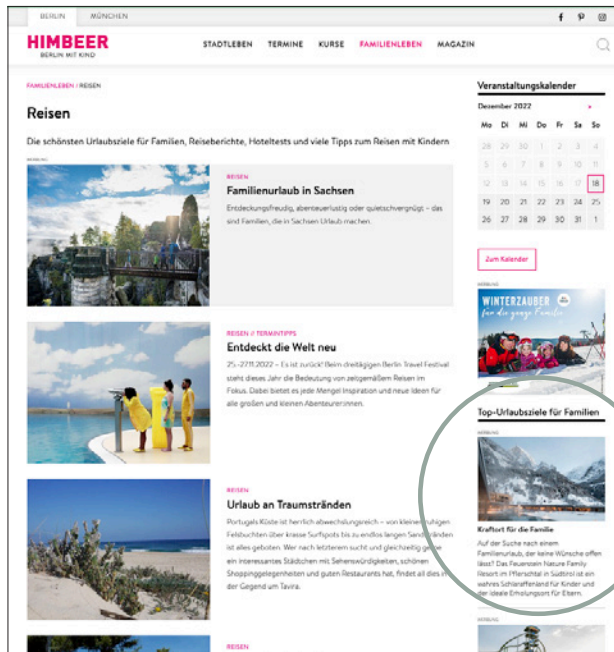 BERLIN MÜNCHEN
HIMBEER
BERLIN MIT KIND
STADTLEBEN TERMINE KURSE FAMILIENLEBEN MAGAZIN
FAMILIENLEBEN / REISEN
Reisen
Die schönsten Urlaubsziele für Familien, Reiseberichte, Hoteltests und viele Tipps zum Reisen mit Kindern
WERBUNG
REISEN
Familienurlaub in Sachsen
Entdeckungsfreudig, abenteuerlustig oder quietschvergnügt – das
sind Familien, die in Sachsen Urlaub machen.
REISEN // TERMINTIPPS
Entdeckt die Welt neu
25.–27.11.2022 – Es ist zurück! Beim dreitägigen Berlin Travel Festival
steht dieses Jahr die Bedeutung von zeitgemäßem Reisen im
Fokus. Dabei bietet es jede Menge Inspiration und neue Ideen für
alle großen und kleinen Abenteurer:innen.
REISEN
Urlaub an Traumstränden
Portugals Küste ist herrlich abwechslungsreich – von kleinen ruhigen
Felsbuchten über krasse Surfspots bis zu endlos langen Sandstränden
ist alles geboten. Wer nach letzterem sucht und gleichzeitig gerne
ein interessantes Städtchen mit Sehenswürdigkeiten, schönen
Shoppinggelegenheiten und guten Restaurants hat, findet all dies in
der Gegend um Tavira.
REISEN
Veranstaltungskalender
Dezember 2022
Mo Di Mi Do Fr Sa So
28 29 30 1 2 3 4
5 6 7 8 9 10 11
12 13 14 15 16 17 18
19 20 21 22 23 24 25
26 27 28 29 30 31 1
Zum Kalender
WERBUNG
WINTERZAUBER
für die ganze Familie
Top-Urlaubsziele für Familien
WERBUNG
Kraftort für die Familie
Auf der Suche nach einem
Familienurlaub, der keine Wünsche offen
lässt? Das Feuerstein Nature Family
Resort im Pflerschtal in Südtirol ist ein
wahres Schlaraffenland für Kinder und
der ideale Erholungsort für Eltern.
WERBUNG